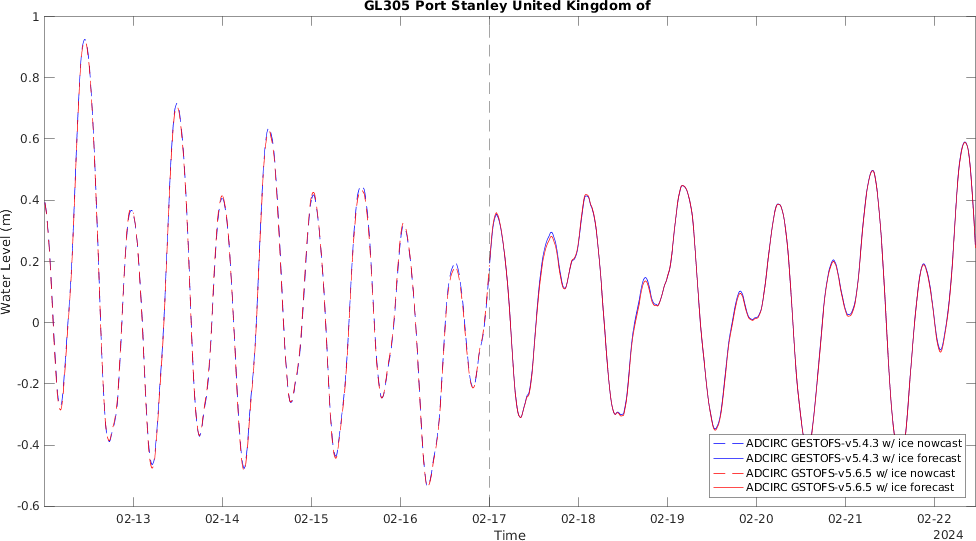 GL305 Port Stanley United Kingdom of
1
0.8
0.6
0.4
0.2
0
-0.2
-0.4
-0.6
Water Level (m)
02-13 02-14 02-15 02-16 02-17 02-18 02-19 02-20 02-21 02-22
Time
2024
ADCIRC GESTOFS-v5.4.3 w/ ice nowcast
ADCIRC GESTOFS-v5.4.3 w/ ice forecast
ADCIRC GSTOFS-v5.6.5 w/ ice nowcast
ADCIRC GSTOFS-v5.6.5 w/ ice forecast